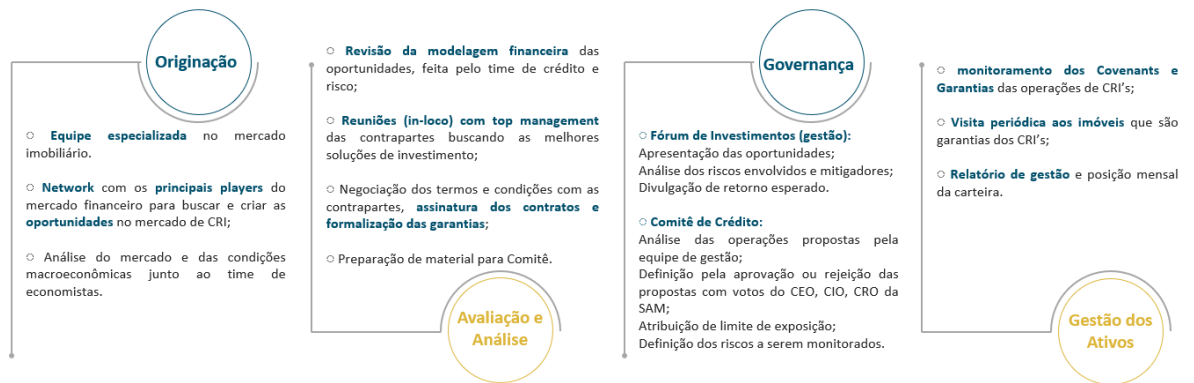 Originação
◌ Equipe especializada no mercado
imobiliário.
◌ Network com os principais players do
mercado financeiro para buscar e criar as
oportunidades no mercado de CRI;
◌ Análise do mercado e das condições
macroeconômicas junto ao time de
economistas.
◌ Revisão da modelagem financeira das
oportunidades, feita pelo time de crédito e
risco;
◌ Reuniões (in-loco) com top management
das contrapartes buscando as melhores
soluções de investimento;
◌ Negociação dos termos e condições com as
contrapartes, assinatura dos contratos e
formalização das garantias;
◌ Preparação de material para Comitê.
Avaliação e
Análise
Governança
◌ Fórum de Investimentos (gestão):
Apresentação das oportunidades;
Análise dos riscos envolvidos e mitigadores;
Divulgação de retorno esperado.
◌ Comitê de Crédito:
Análise das operações propostas pela
equipe de gestão;
Definição pela aprovação ou rejeição das
propostas com votos do CEO, CIO, CRO da
SAM;
Atribuição de limite de exposição;
Definição dos riscos a serem monitorados.
◌ monitoramento dos Covenants e
Garantias das operações de CRI’s;
◌ Visita periódica aos imóveis que são
garantias dos CRI’s;
◌ Relatório de gestão e posição mensal
da carteira.
Gestão dos
Ativos